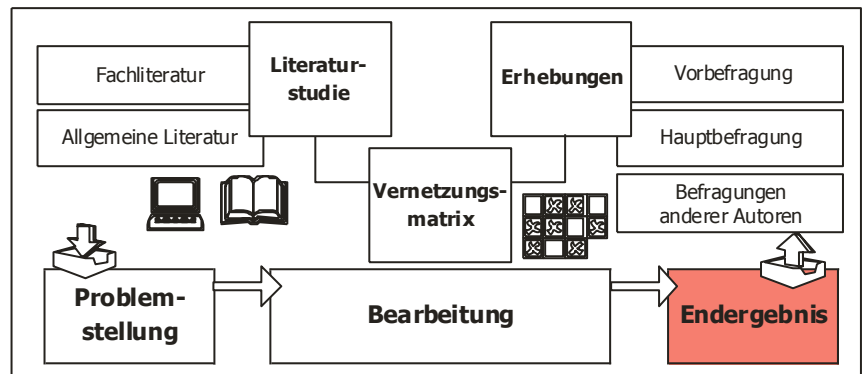 Fachliteratur
Allgemeine Literatur
Literatur-
studie
Erhebungen
Vorbefragung
Hauptbefragung
Befragungen
anderer Autoren
Vernetzungs-
matrix
Problem-
stellung
Bearbeitung
Endergebnis